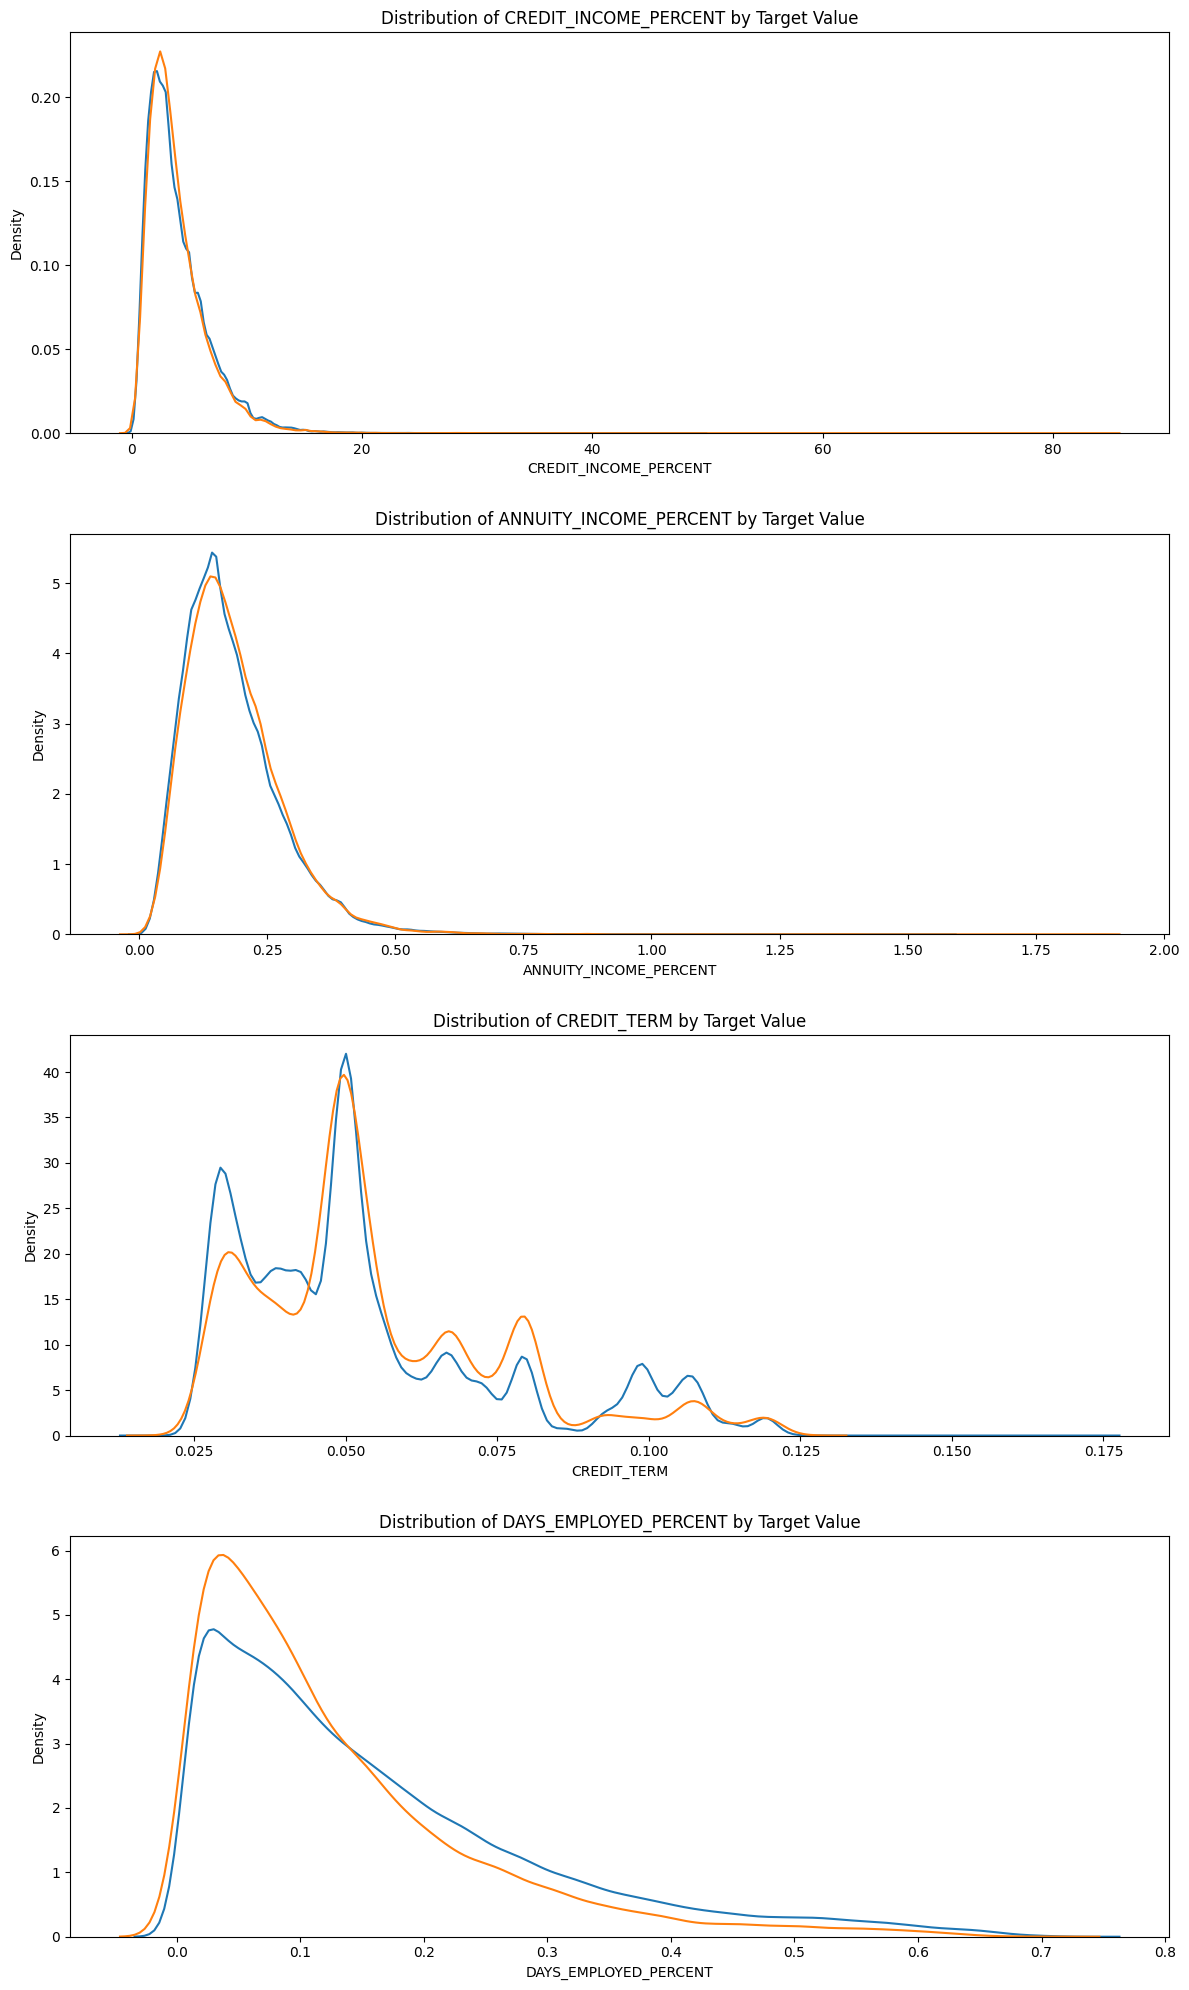 Distribution of CREDIT_INCOME_PERCENT by Target Value
0.20
0.15
0.10
0.05
0.00
Density
0 20 40 60 80
CREDIT_INCOME_PERCENT
Distribution of ANNUITY_INCOME_PERCENT by Target Value
5
4
3
2
1
0
Density
0.00 0.25 0.50 0.75 1.00 1.25 1.50 1.75 2.00
ANNUITY_INCOME_PERCENT
Distribution of CREDIT_TERM by Target Value
40
35
30
25
20
15
10
5
0
Density
0.025 0.050 0.075 0.100 0.125 0.150 0.175
CREDIT_TERM
Distribution of DAYS_EMPLOYED_PERCENT by Target Value
6
5
4
3
2
1
0
Density
0.0 0.1 0.2 0.3 0.4 0.5 0.6 0.7 0.8
DAYS_EMPLOYED_PERCENT